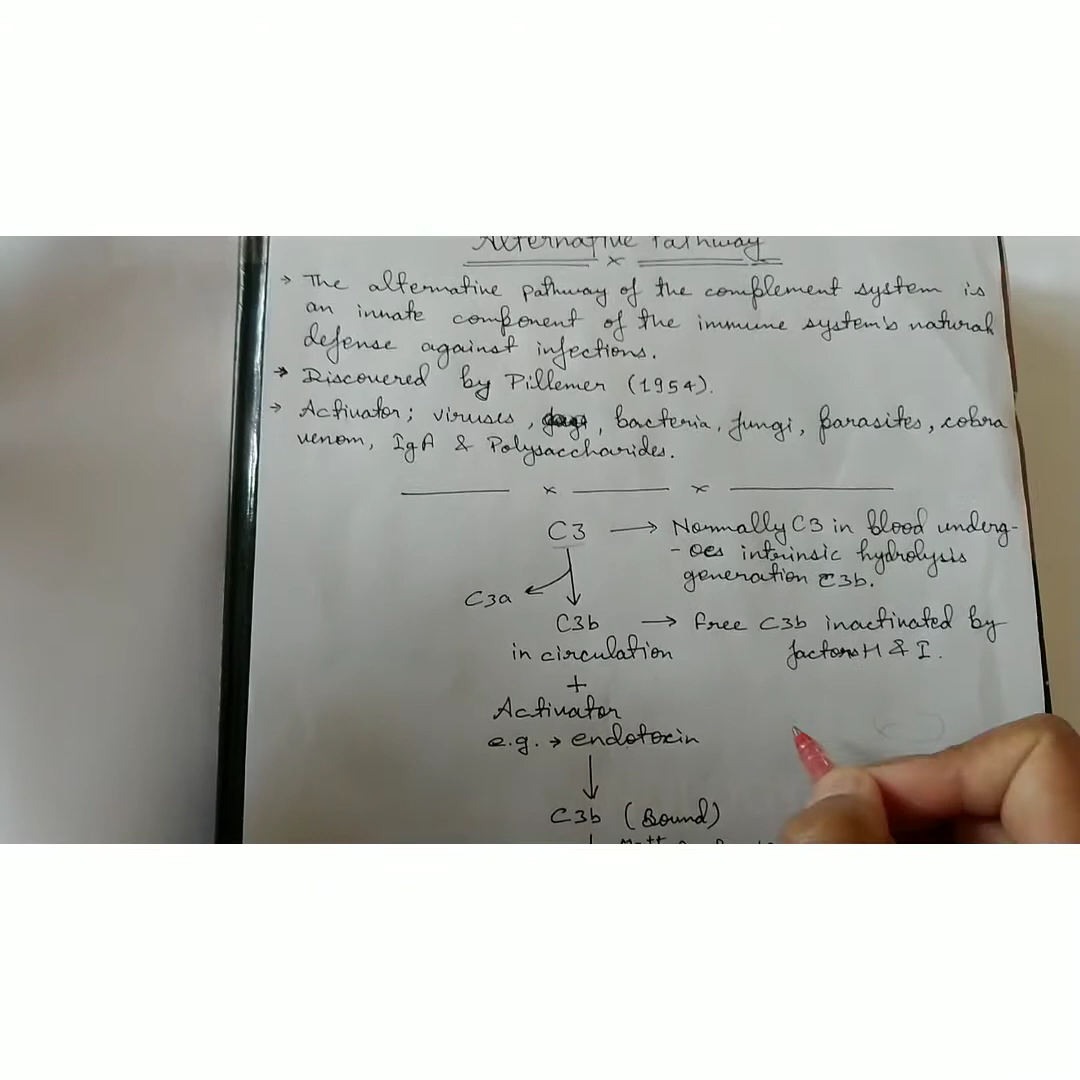 Alternative Pathway
→ The alternative pathway of the complement system is
an innate component of the immune system's natural
defense against infections.
→ Discovered by Pillemer (1954).
→ Activator; viruses, , bacteria, fungi, parasites, cobra
venom, IgA & Polysaccharides.
C3 → Normally C3 in blood underg-
- oes intrinsic hydrolysis
generation C3b.
C3a
C3b → free C3b inactivated by
in circulation factors H & I.
+
Activator
e.g. → endotoxin
C3b (Bound)